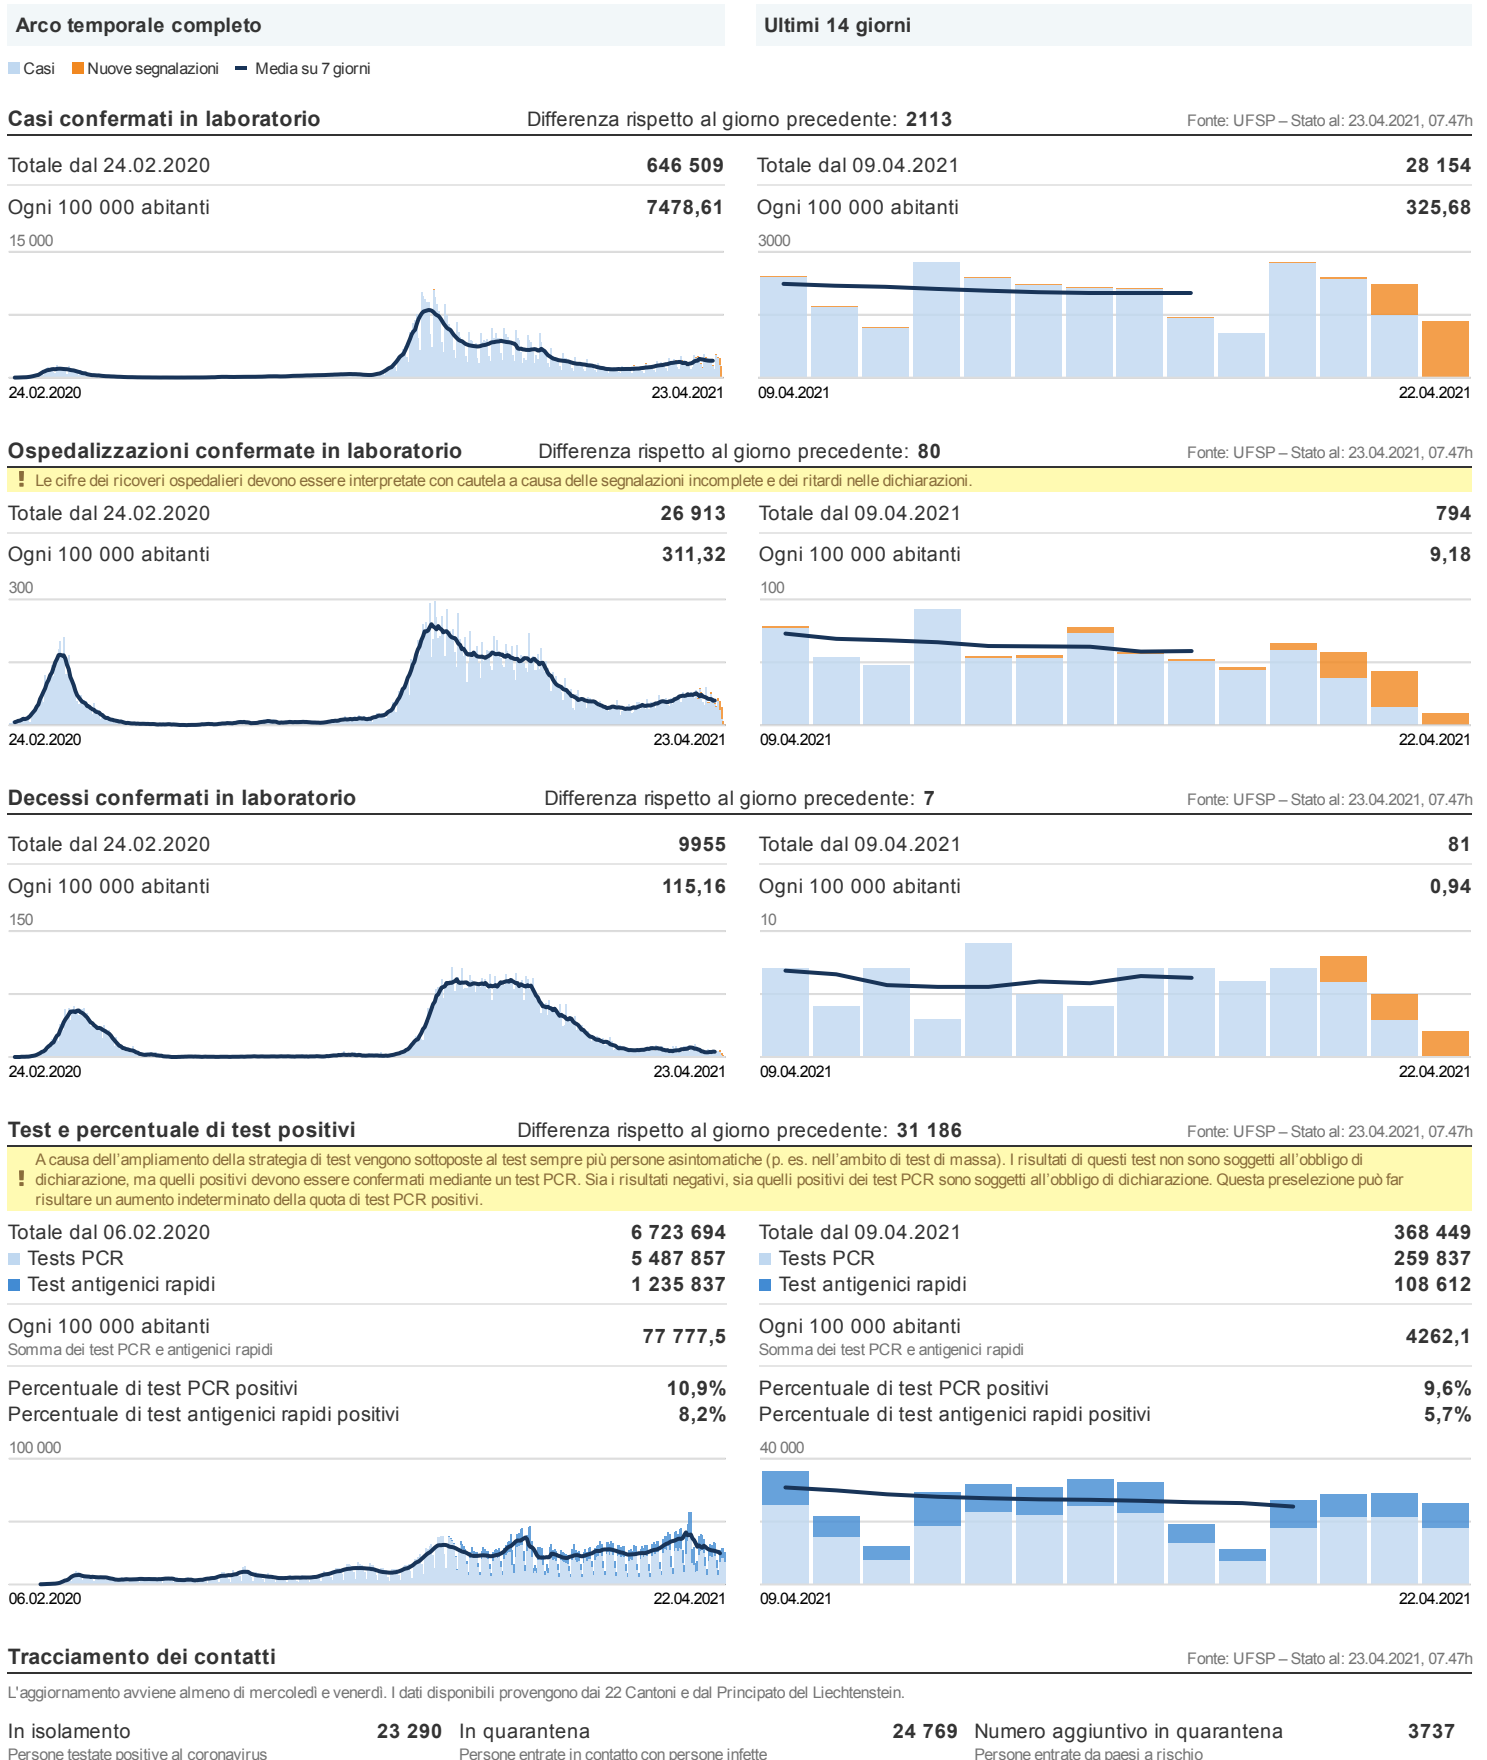 Arco temporale completo
Ultimi 14 giorni
Casi Nuove segnalazioni Media su 7 giorni
Casi confermati in laboratorio Differenza rispetto al giorno precedente: 2113 Fonte: UFSP – Stato al: 23.04.2021, 07.47h
Totale dal 24.02.2020 646 509
Ogni 100 000 abitanti 7478,61
15 000
24.02.2020 23.04.2021
Totale dal 09.04.2021 28 154
Ogni 100 000 abitanti 325,68
3000
09.04.2021 22.04.2021
Ospedalizzazioni confermate in laboratorio Differenza rispetto al giorno precedente: 80 Fonte: UFSP – Stato al: 23.04.2021, 07.47h
! Le cifre dei ricoveri ospedalieri devono essere interpretate con cautela a causa delle segnalazioni incomplete e dei ritardi nelle dichiarazioni.
Totale dal 24.02.2020 26 913
Ogni 100 000 abitanti 311,32
300
24.02.2020 23.04.2021
Totale dal 09.04.2021 794
Ogni 100 000 abitanti 9,18
100
09.04.2021 22.04.2021
Decessi confermati in laboratorio Differenza rispetto al giorno precedente: 7 Fonte: UFSP – Stato al: 23.04.2021, 07.47h
Totale dal 24.02.2020 9955
Ogni 100 000 abitanti 115,16
150
24.02.2020 23.04.2021
Totale dal 09.04.2021 81
Ogni 100 000 abitanti 0,94
10
09.04.2021 22.04.2021
Test e percentuale di test positivi Differenza rispetto al giorno precedente: 31 186 Fonte: UFSP – Stato al: 23.04.2021, 07.47h
A causa dell'ampliamento della strategia di test vengono sottoposte al test sempre più persone asintomatiche (p. es. nell'ambito di test di massa). I risultati di questi test non sono soggetti all'obbligo di
! dichiarazione, ma quelli positivi devono essere confermati mediante un test PCR. Sia i risultati negativi, sia quelli positivi dei test PCR sono soggetti all'obbligo di dichiarazione. Questa preselezione può far
risultare un aumento indeterminato della quota di test PCR positivi.
Totale dal 06.02.2020 6 723 694
Tests PCR 5 487 857
Test antigenici rapidi 1 235 837
Ogni 100 000 abitanti 77 777,5
Somma dei test PCR e antigenici rapidi
Percentuale di test PCR positivi 10,9%
Percentuale di test antigenici rapidi positivi 8,2%
100 000
06.02.2020 22.04.2021
Totale dal 09.04.2021 368 449
Tests PCR 259 837
Test antigenici rapidi 108 612
Ogni 100 000 abitanti 4262,1
Somma dei test PCR e antigenici rapidi
Percentuale di test PCR positivi 9,6%
Percentuale di test antigenici rapidi positivi 5,7%
40 000
09.04.2021 22.04.2021
Tracciamento dei contatti Fonte: UFSP – Stato al: 23.04.2021, 07.47h
L'aggiornamento avviene almeno di mercoledì e venerdì. I dati disponibili provengono dai 22 Cantoni e dal Principato del Liechtenstein.
In isolamento 23 290
Persone testate positive al coronavirus
In quarantena 24 769
Persone entrate in contatto con persone infette
Numero aggiuntivo in quarantena 3737
Persone entrate da paesi a rischio